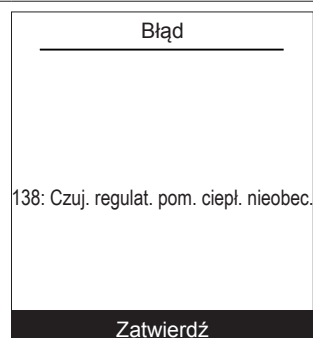 Błąd
138: Czuj. regulat. pom. ciepł. nieobec.
Zatwierdź